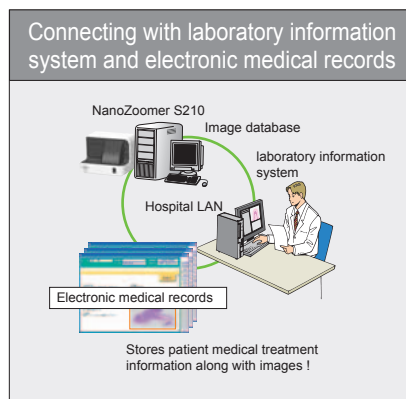 Connecting with laboratory information
system and electronic medical records
NanoZoomer S210
Image database
laboratory information
system
Hospital LAN
Electronic medical records
Stores patient medical treatment
information along with images !